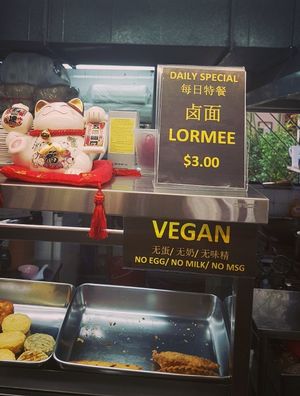 DAILY SPECIAL
每日特餐
卤面
LORMEE
$3.00
VEGAN
无蛋/无奶/无味精
NO EGG/ NO MILK/ NO MSG